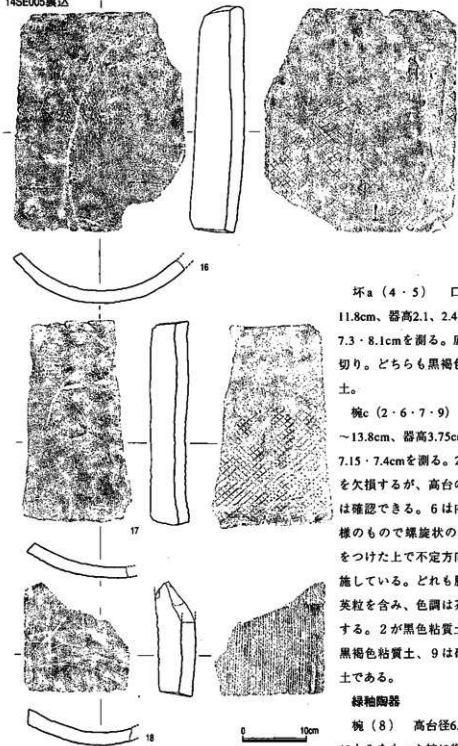 14SE005裏込
16
17
18
0 10cm
坏a（4・5） 口
11.8cm、器高2.1、2.4
7.3・8.1cmを測る。底
切り。どちらも黒褐色
土。
椀c（2・6・7・9）
～13.8cm、器高3.75cm
7.15・7.4cmを測る。2
を欠損するが、高台の
は確認できる。6は内
様のもので螺旋状の
をつけた上で不定方向
施している。どれも胎
英粒を含み、色調は茶
する。2が黒色粘質土
黒褐色粘質土、9は
土である。
緑釉陶器
椀（8） 高台径6.